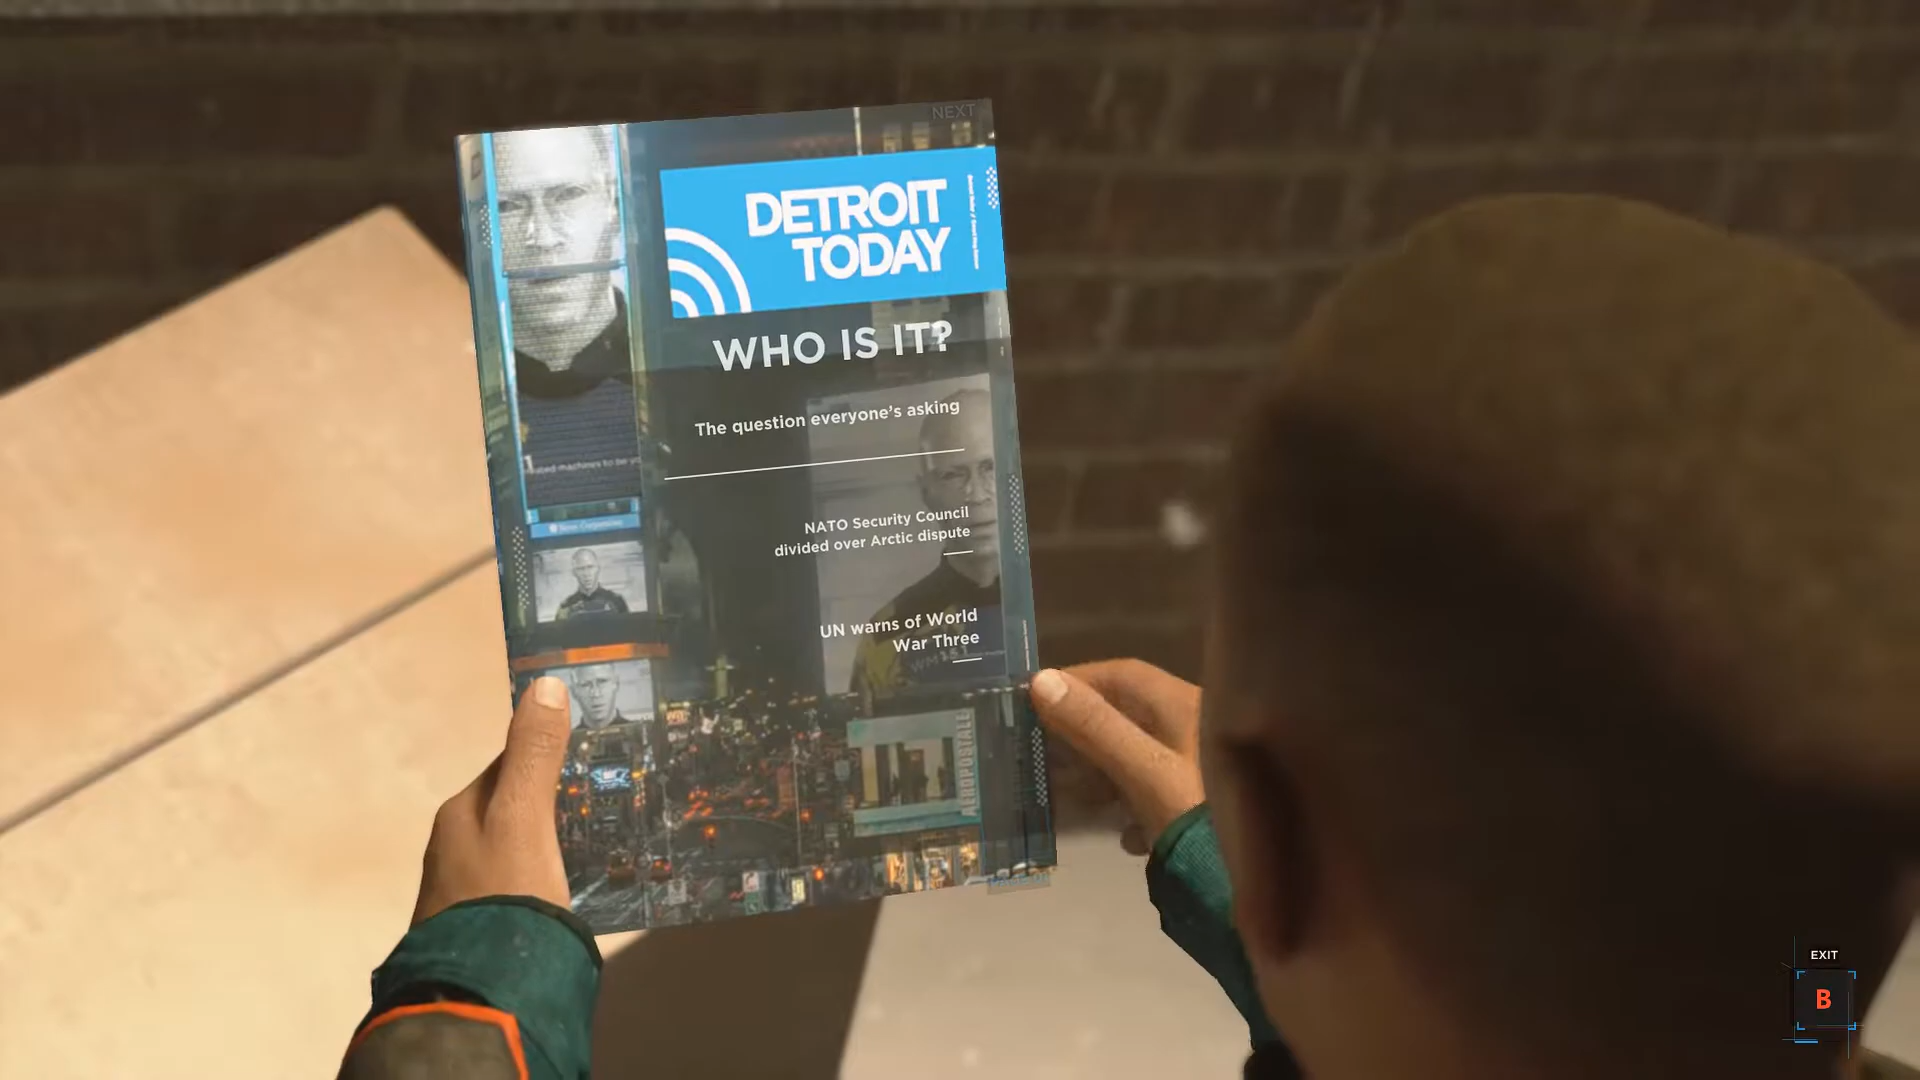 NEXT
DETROIT
TODAY
WHO IS IT?
The question everyone's asking
NATO Security Council
divided over Arctic dispute
UN warns of World
War Three
AEROPOSTALE
EXIT
B